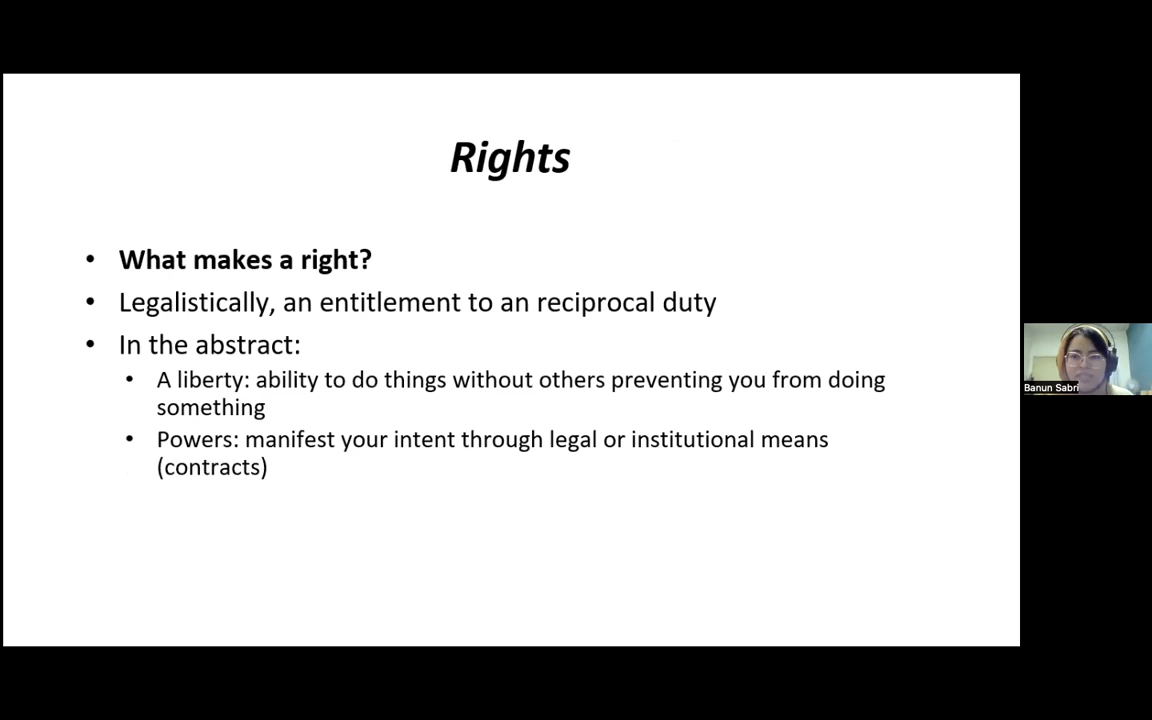 Rights
• What makes a right?
• Legalistically, an entitlement to an reciprocal duty
• In the abstract:
• A liberty: ability to do things without others preventing you from doing
something
• Powers: manifest your intent through legal or institutional means
(contracts)
Banun Sabri